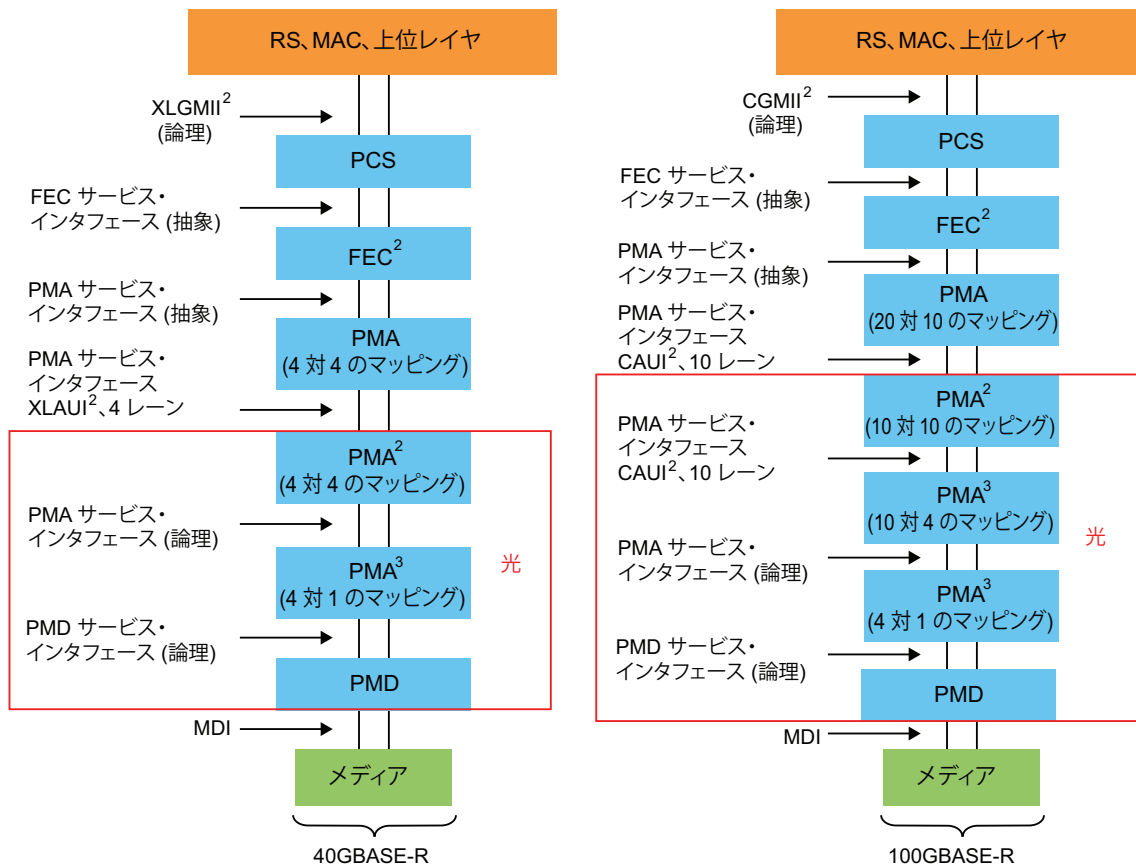 RS、MAC、上位レイヤ
XLGMII²
(論理)
PCS
FEC サービス・
インタフェース (抽象)
FEC²
PMA サービス・
インタフェース (抽象)
PMA
(4 対 4 のマッピング)
PMA サービス・
インタフェース
XLAUI²、4 レーン
PMA²
(4 対 4 のマッピング)
PMA サービス・
インタフェース (論理)
光
PMA³
(4 対 1 のマッピング)
PMD サービス・
インタフェース (論理)
PMD
MDI
メディア
40GBASE-R
RS、MAC、上位レイヤ
CGMII²
(論理)
PCS
FEC サービス・
インタフェース (抽象)
FEC²
PMA サービス・
インタフェース (抽象)
PMA
(20 対 10 のマッピング)
PMA サービス・
インタフェース
CAUI²、10 レーン
PMA²
(10 対 10 のマッピング)
PMA サービス・
インタフェース
CAUI²、10 レーン
PMA³
(10 対 4 のマッピング)
光
PMA サービス・
インタフェース (論理)
PMA³
(4 対 1 のマッピング)
PMD サービス・
インタフェース (論理)
PMD
MDI
メディア
100GBASE-R